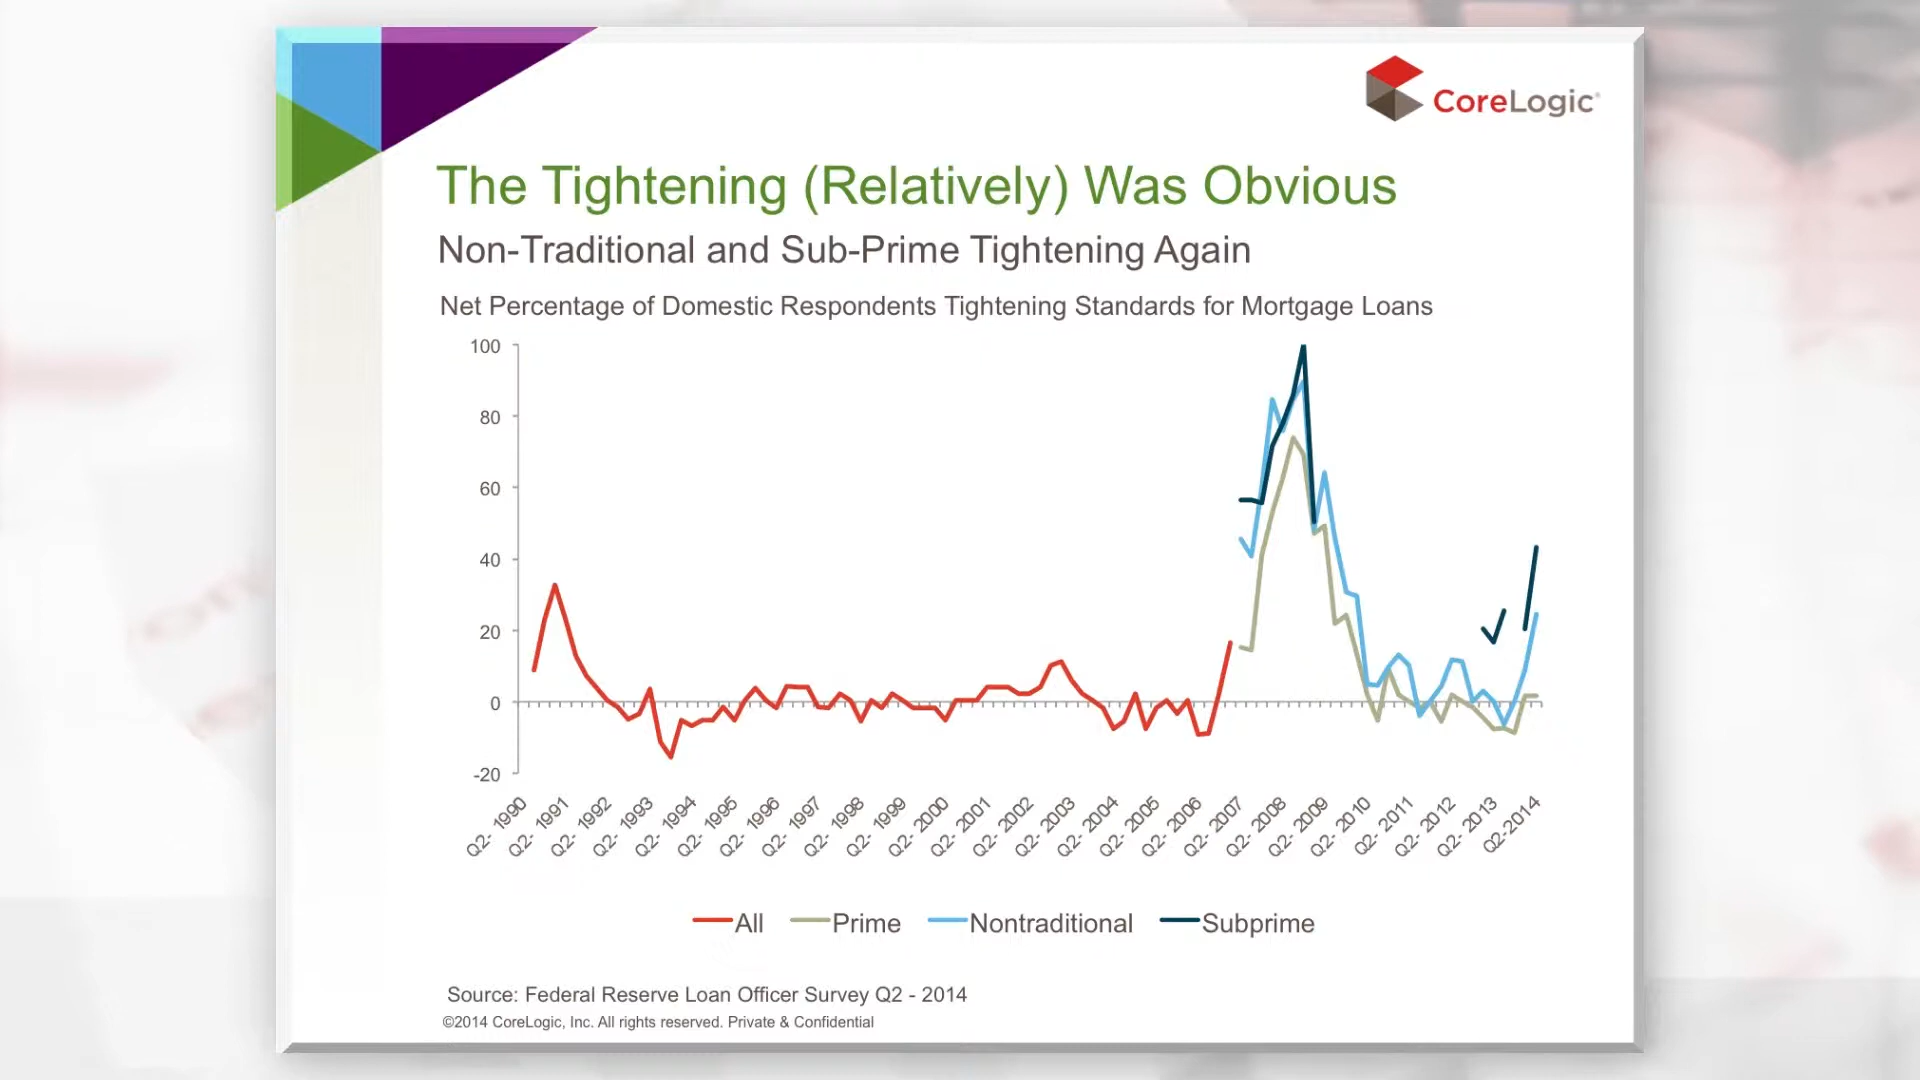 CoreLogic
The Tightening (Relatively) Was Obvious
Non-Traditional and Sub-Prime Tightening Again
Net Percentage of Domestic Respondents Tightening Standards for Mortgage Loans
100
80
60
40
20
0
-20
Q2- 1990
Q2- 1991
Q2- 1992
Q2- 1993
Q2- 1994
Q2- 1995
Q2- 1996
Q2- 1997
Q2- 1998
Q2- 1999
Q2- 2000
Q2- 2001
Q2- 2002
Q2- 2003
Q2- 2004
Q2- 2005
Q2- 2006
Q2- 2007
Q2- 2008
Q2- 2009
Q2- 2010
Q2- 2011
Q2- 2012
Q2- 2013
Q2-2014
All Prime Nontraditional Subprime
Source: Federal Reserve Loan Officer Survey Q2 - 2014
©2014 CoreLogic, Inc. All rights reserved. Private & Confidential